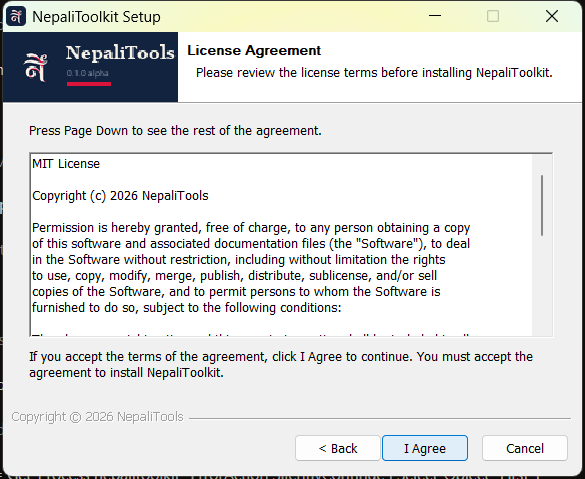 NepaliToolkit Setup
नेँ
NepaliTools
0.1.0 alpha
License Agreement
Please review the license terms before installing NepaliToolkit.
Press Page Down to see the rest of the agreement.
MIT License
Copyright (c) 2026 NepaliTools
Permission is hereby granted, free of charge, to any person obtaining a copy
of this software and associated documentation files (the "Software"), to deal
in the Software without restriction, including without limitation the rights
to use, copy, modify, merge, publish, distribute, sublicense, and/or sell
copies of the Software, and to permit persons to whom the Software is
furnished to do so, subject to the following conditions:
If you accept the terms of the agreement, click I Agree to continue. You must accept the
agreement to install NepaliToolkit.
Copyright © 2026 NepaliTools
< Back
I Agree
Cancel